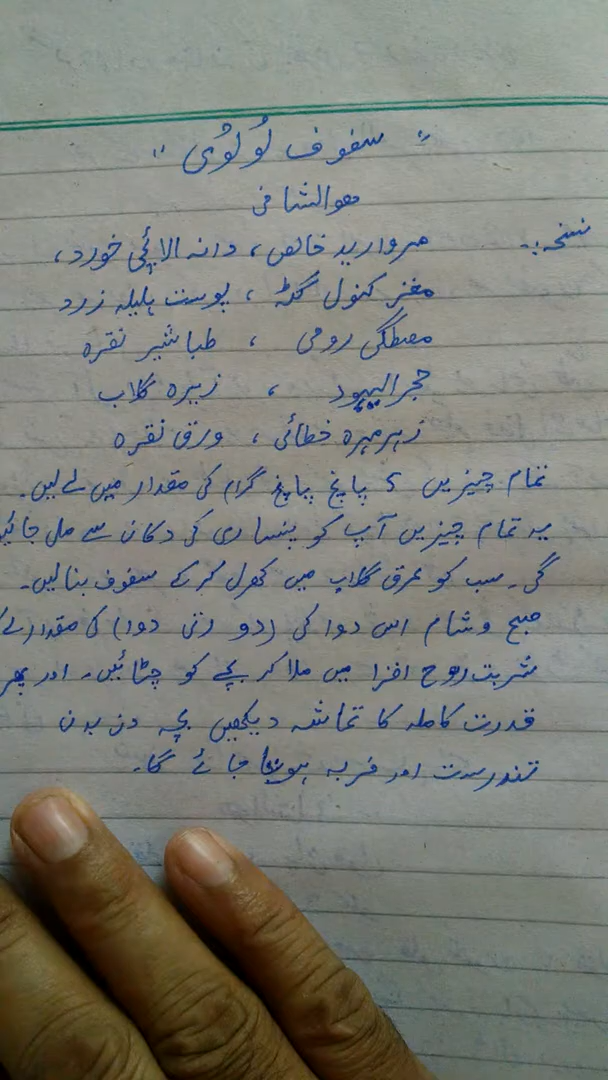 " سفوف لُولُوی "
ھوالشافی
نسخہ:۔ مروارید خالص ، دانہ الائچی خورد ،
مغز کنول گٹہ ، پوست ہلیلہ زرد
مصطگی رومی ، طباشیر نقرہ
حجرالیہود ، زیرہ گلاب
زہرمہرہ خطائی ، ورق نقرہ
تمام چیزیں 5 پانچ پانچ گرام کی مقدار میں لے لیں۔
یہ تمام چیزیں آپ کو پنساری کی دکان سے مل جائیں
گی۔ سب کو عرق گلاب میں کھرل کرکے سفوف بنالیں۔
صبح و شام اس دوا کی (دو رتی دوا) کی مقدار لے
شربت روح افزا میں ملا کر بچے کو چٹائیں۔ اور پھر
قدرت کاملہ کا تماشہ دیکھیں بچہ دن بدن
تندرست اور فربہ ہوتا جائے گا۔